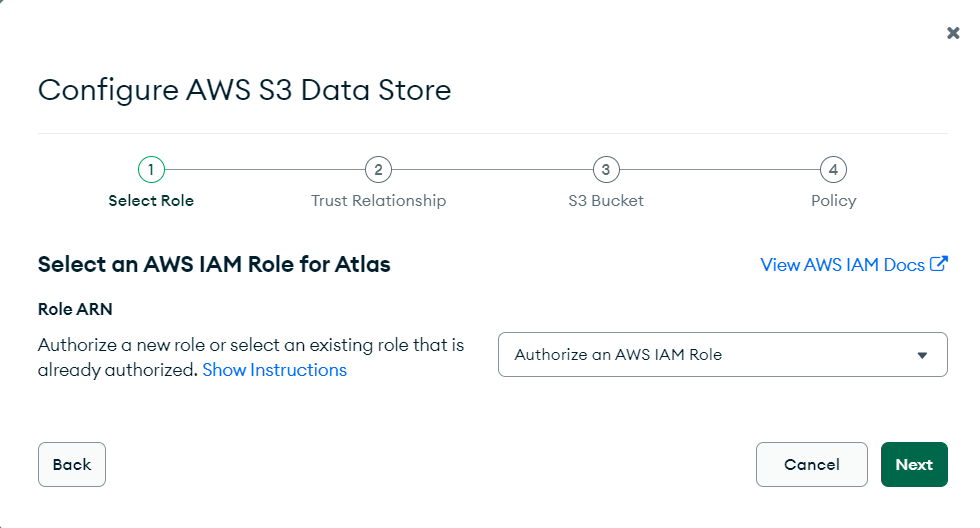 Configure AWS S3 Data Store
1
2
3
4
Select Role
Trust Relationship
S3 Bucket
Policy
Select an AWS IAM Role for Atlas
View AWS IAM Docs
Role ARN
Authorize a new role or select an existing role that is
already authorized. Show Instructions
Authorize an AWS IAM Role
Back
Cancel
Next